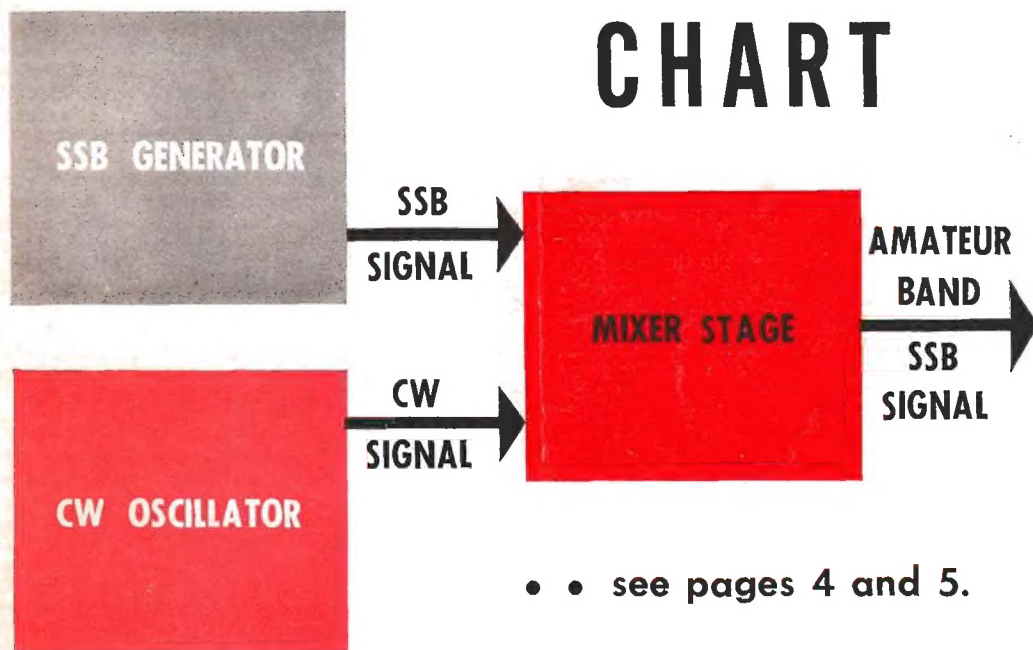 CHART
SSB GENERATOR
SSB
SIGNAL
CW OSCILLATOR
CW
SIGNAL
MIXER STAGE
AMATEUR
BAND
SSB
SIGNAL
• • see pages 4 and 5.